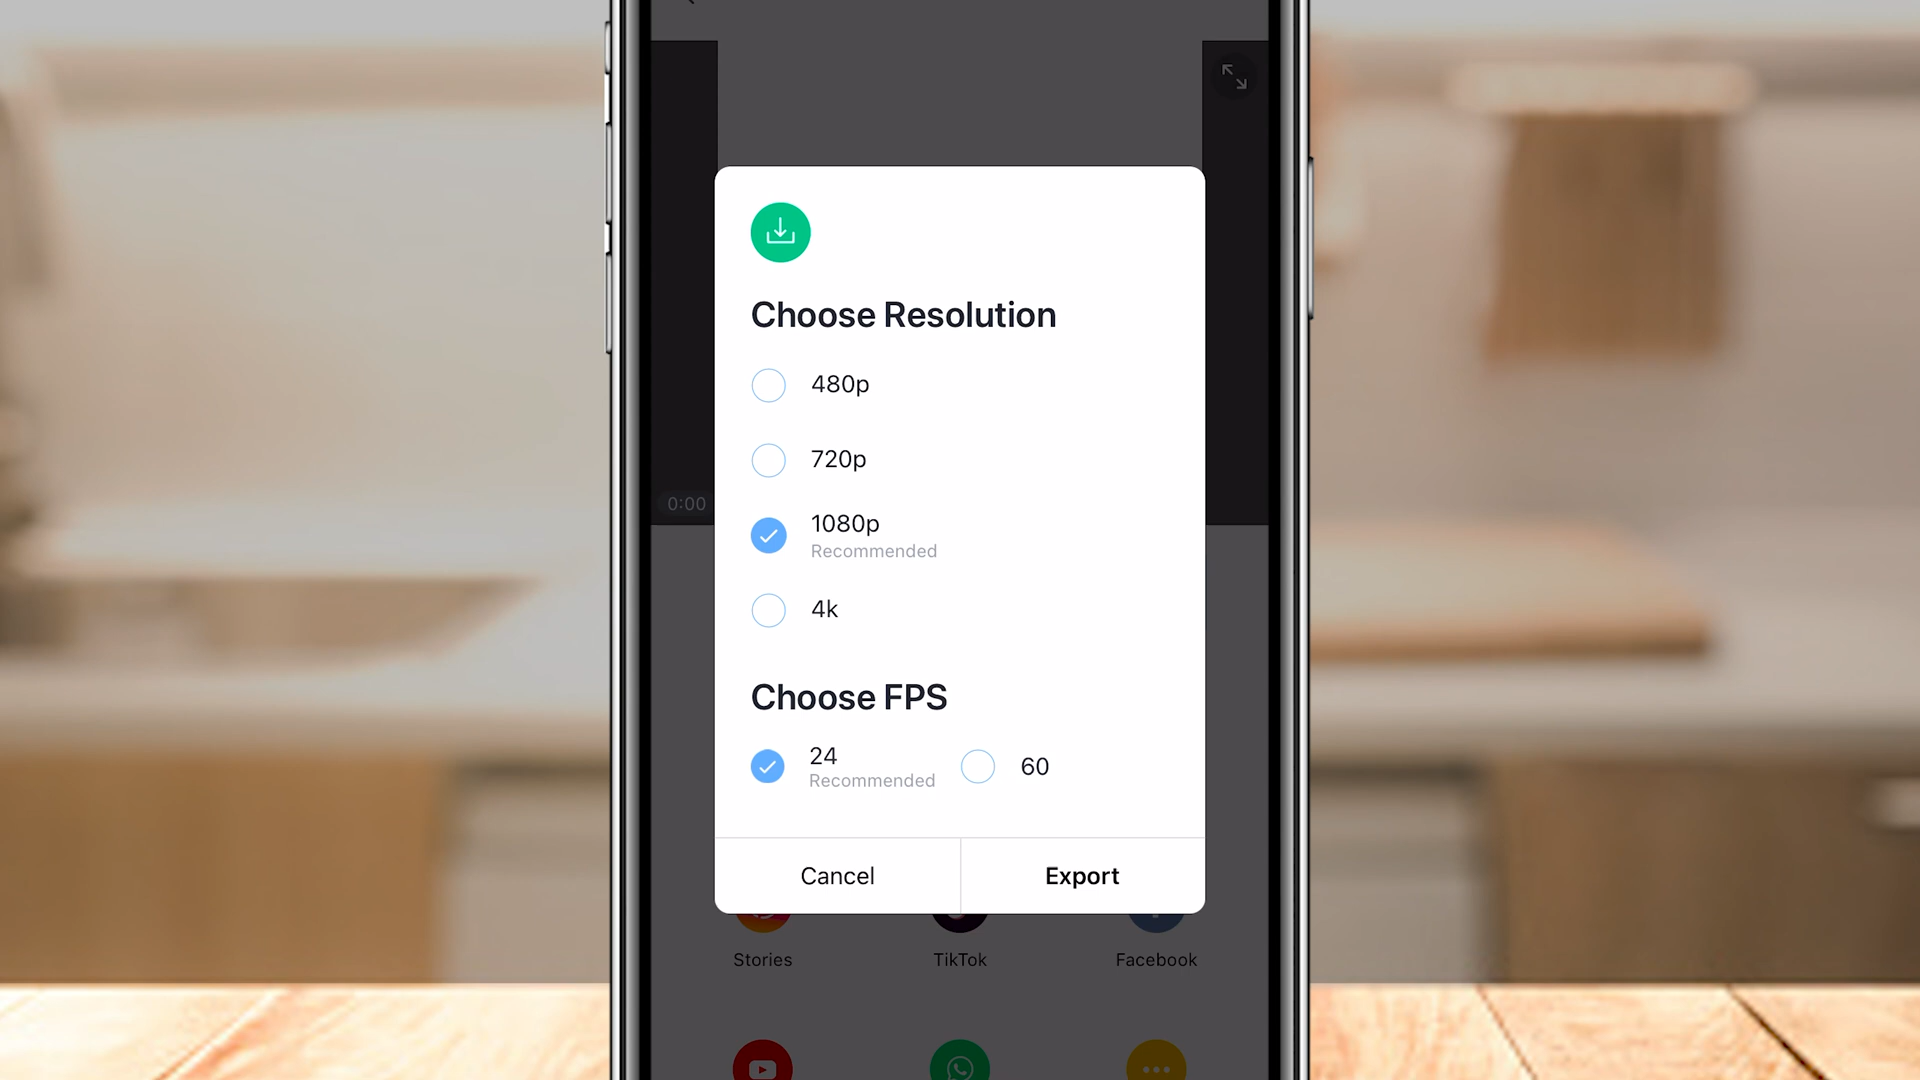 0:00
Choose Resolution
480p
720p
1080p
Recommended
4k
Choose FPS
24
Recommended
60
Cancel
Export
Stories
TikTok
Facebook